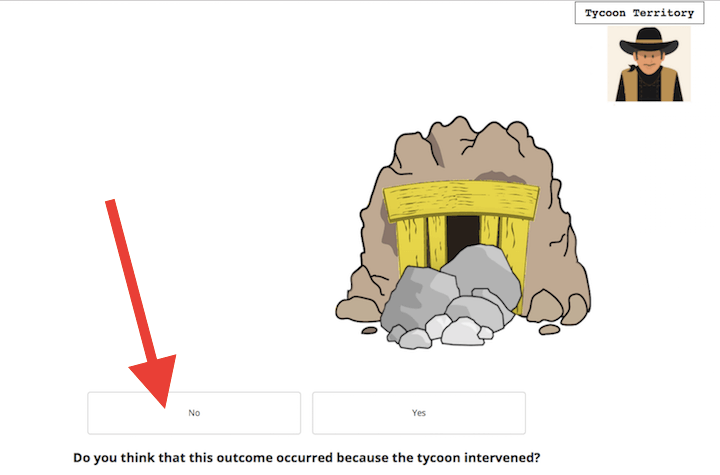 Tycoon Territory
No
Yes
Do you think that this outcome occurred because the tycoon intervened?